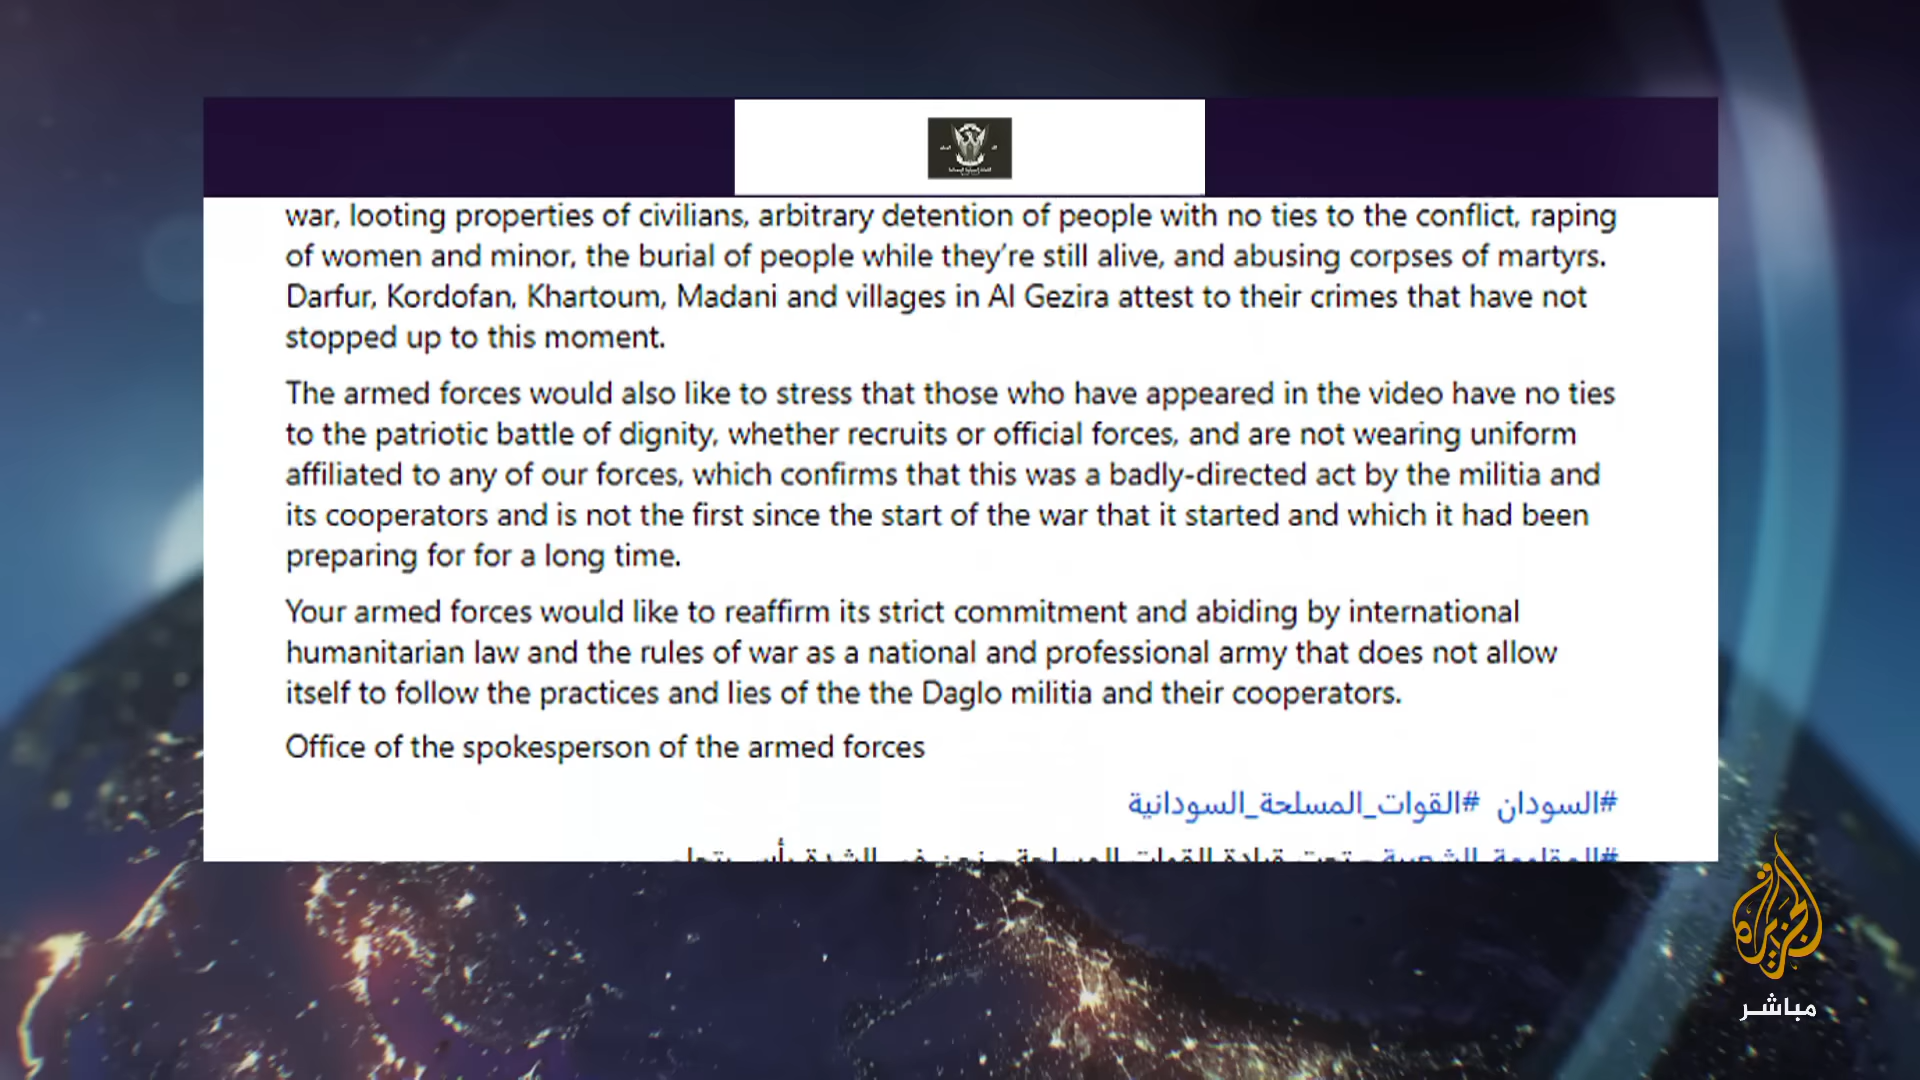 war, looting properties of civilians, arbitrary detention of people with no ties to the conflict, raping
of women and minor, the burial of people while they’re still alive, and abusing corpses of martyrs.
Darfur, Kordofan, Khartoum, Madani and villages in Al Gezira attest to their crimes that have not
stopped up to this moment.
The armed forces would also like to stress that those who have appeared in the video have no ties
to the patriotic battle of dignity, whether recruits or official forces, and are not wearing uniform
affiliated to any of our forces, which confirms that this was a badly-directed act by the militia and
its cooperators and is not the first since the start of the war that it started and which it had been
preparing for for a long time.
Your armed forces would like to reaffirm its strict commitment and abiding by international
humanitarian law and the rules of war as a national and professional army that does not allow
itself to follow the practices and lies of the the Daglo militia and their cooperators.
Office of the spokesperson of the armed forces
#السودان #القوات_المسلحة_السودانية
الجزيرة
مباشر